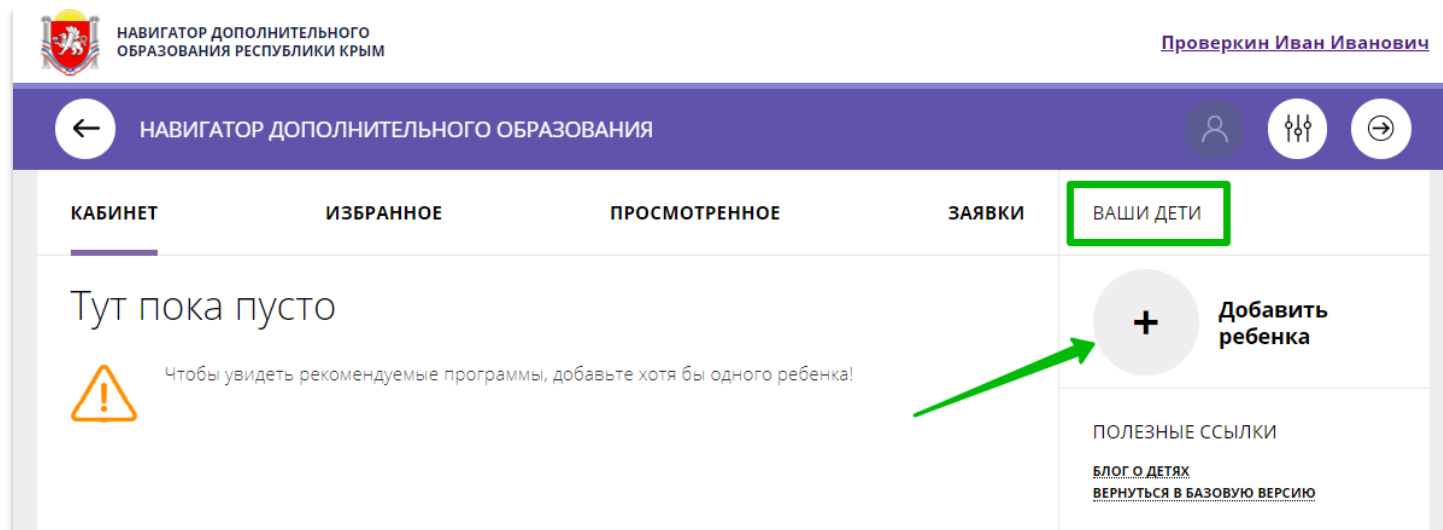 НАВИГАТОР ДОПОЛНИТЕЛЬНОГО
ОБРАЗОВАНИЯ РЕСПУБЛИКИ КРЫМ
Проверкин Иван Иванович
НАВИГАТОР ДОПОЛНИТЕЛЬНОГО ОБРАЗОВАНИЯ
КАБИНЕТ ИЗБРАННОЕ ПРОСМОТРЕННОЕ ЗАЯВКИ
ВАШИ ДЕТИ
Тут пока пусто
Чтобы увидеть рекомендуемые программы, добавьте хотя бы одного ребенка!
Добавить
ребенка
ПОЛЕЗНЫЕ ССЫЛКИ
БЛОГ О ДЕТЯХ
ВЕРНУТЬСЯ В БАЗОВУЮ ВЕРСИЮ